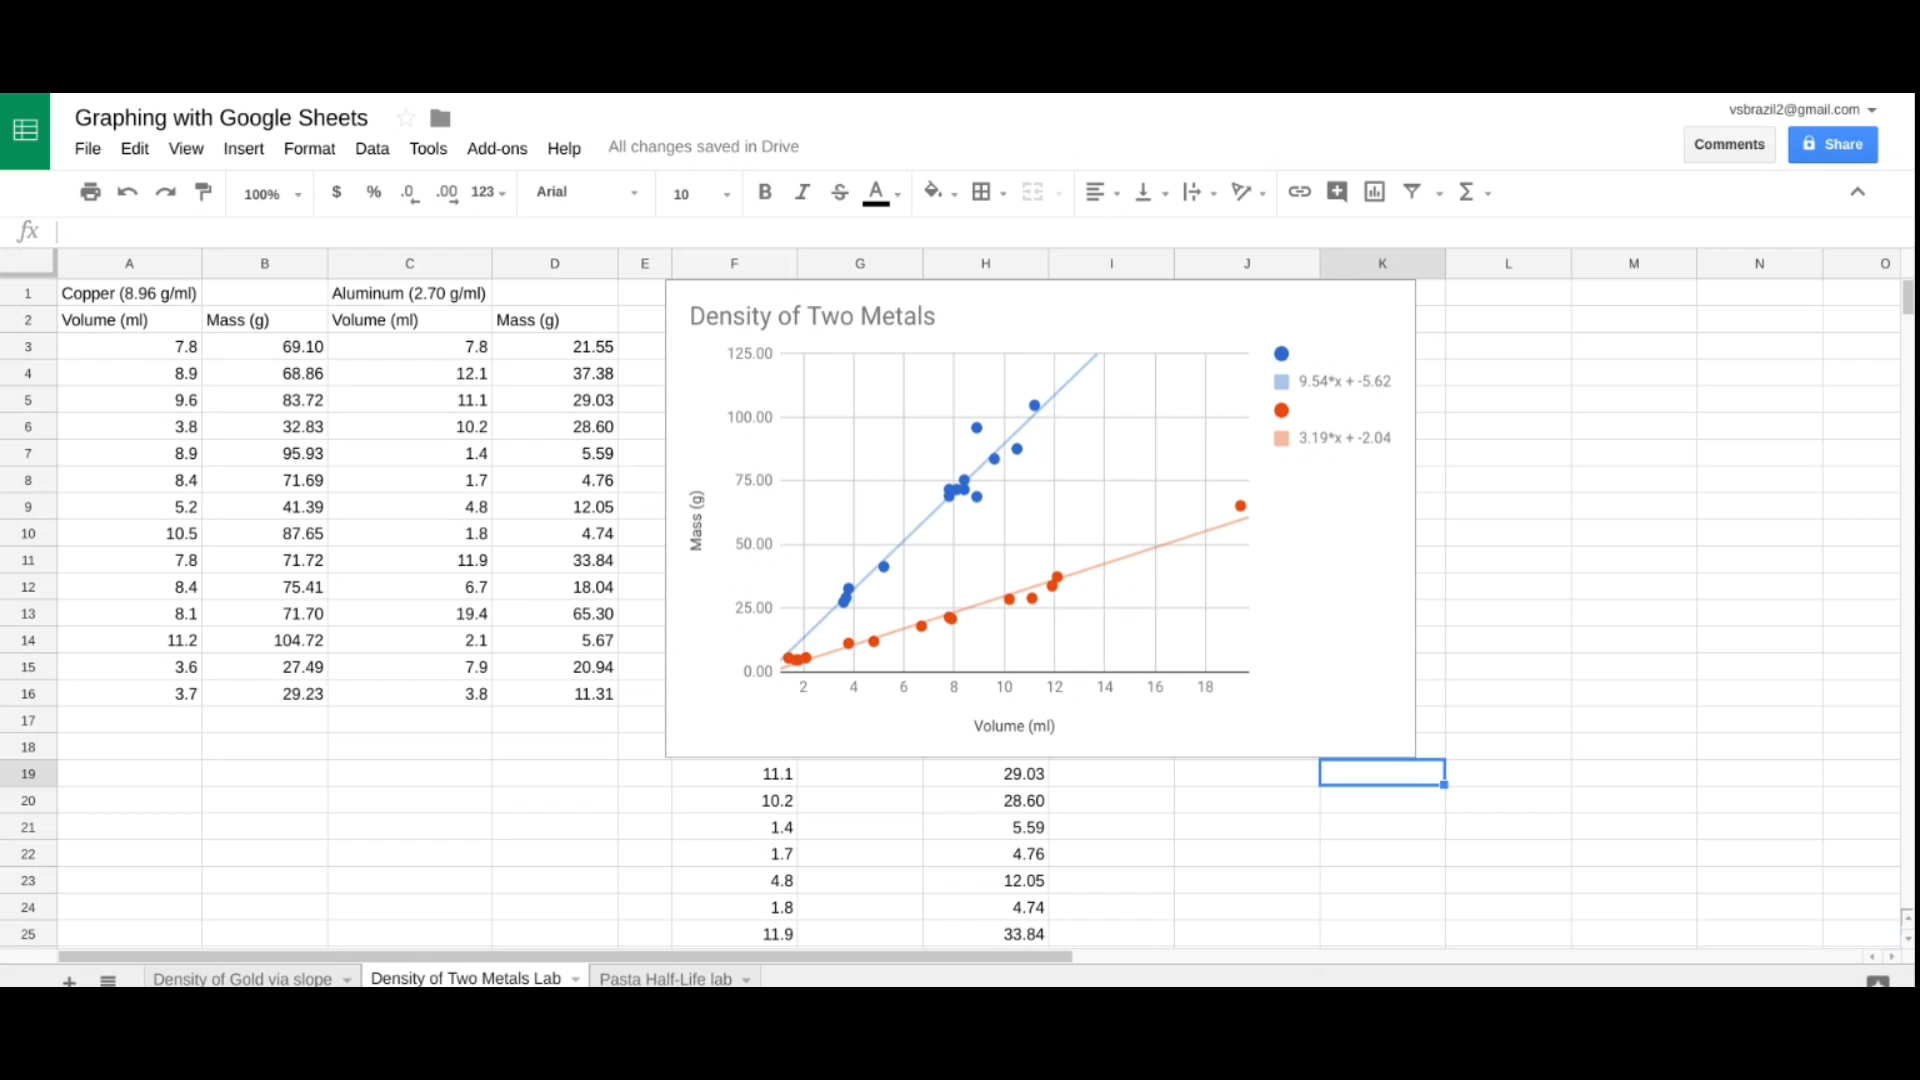 Graphing with Google Sheets
vsbrazil2@gmail.com
File Edit View Insert Format Data Tools Add-ons Help All changes saved in Drive
Comments Share
100% $ % .0 .00 123 Arial 10 B I S A Σ
fx
A B C D E F G H I J K L M N O
1 Copper (8.96 g/ml) Aluminum (2.70 g/ml)
2 Volume (ml) Mass (g) Volume (ml) Mass (g)
3 7.8 69.10 7.8 21.55
4 8.9 68.86 12.1 37.38
5 9.6 83.72 11.1 29.03
6 3.8 32.83 10.2 28.60
7 8.9 95.93 1.4 5.59
8 8.4 71.69 1.7 4.76
9 5.2 41.39 4.8 12.05
10 10.5 87.65 1.8 4.74
11 7.8 71.72 11.9 33.84
12 8.4 75.41 6.7 18.04
13 8.1 71.70 19.4 65.30
14 11.2 104.72 2.1 5.67
15 3.6 27.49 7.9 20.94
16 3.7 29.23 3.8 11.31
17
18
Density of Two Metals
125.00
100.00
75.00
50.00
25.00
0.00
Mass (g)
2 4 6 8 10 12 14 16 18
Volume (ml)
9.54*x + -5.62
3.19*x + -2.04
19 11.1 29.03
20 10.2 28.60
21 1.4 5.59
22 1.7 4.76
23 4.8 12.05
24 1.8 4.74
25 11.9 33.84
Density of Gold via slope Density of Two Metals Lab Pasta Half-Life lab